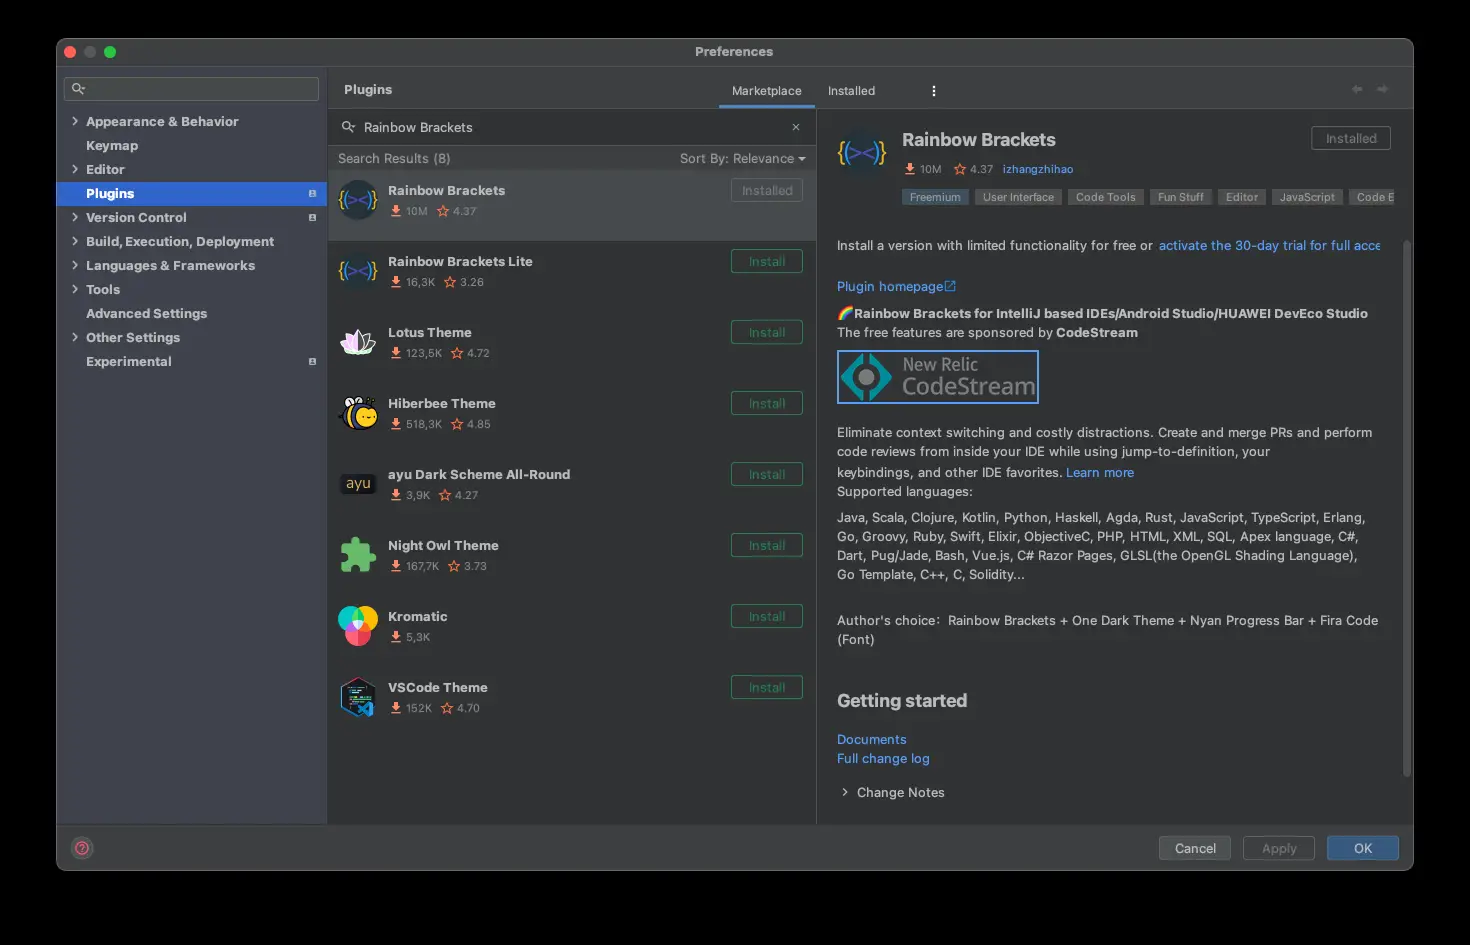 Preferences
Appearance & Behavior
Keymap
Editor
Plugins
Version Control
Build, Execution, Deployment
Languages & Frameworks
Tools
Advanced Settings
Other Settings
Experimental
Plugins
Marketplace
Installed
Rainbow Brackets
Search Results (8)
Sort By: Relevance
Rainbow Brackets
10M 4.37
Installed
Rainbow Brackets Lite
16,3K 3.26
Install
Lotus Theme
123,5K 4.72
Install
Hiberbee Theme
518,3K 4.85
Install
ayu
ayu Dark Scheme All-Round
3,9K 4.27
Install
Night Owl Theme
167,7K 3.73
Install
Kromatic
5,3K
Install
VSCode Theme
152K 4.70
Install
Rainbow Brackets
Installed
10M 4.37 izhangzhihao
Freemium User Interface Code Tools Fun Stuff Editor JavaScript Code E
Install a version with limited functionality for free or activate the 30-day trial for full acce
Plugin homepage
🌈Rainbow Brackets for IntelliJ based IDEs/Android Studio/HUAWEI DevEco Studio
The free features are sponsored by CodeStream
New Relic
CodeStream
Eliminate context switching and costly distractions. Create and merge PRs and perform
code reviews from inside your IDE while using jump-to-definition, your
keybindings, and other IDE favorites. Learn more
Supported languages:
Java, Scala, Clojure, Kotlin, Python, Haskell, Agda, Rust, JavaScript, TypeScript, Erlang,
Go, Groovy, Ruby, Swift, Elixir, ObjectiveC, PHP, HTML, XML, SQL, Apex language, C#,
Dart, Pug/Jade, Bash, Vue.js, C# Razor Pages, GLSL(the OpenGL Shading Language),
Go Template, C++, C, Solidity...
Author's choice：Rainbow Brackets + One Dark Theme + Nyan Progress Bar + Fira Code
(Font)
Getting started
Documents
Full change log
Change Notes
?
Cancel
Apply
OK